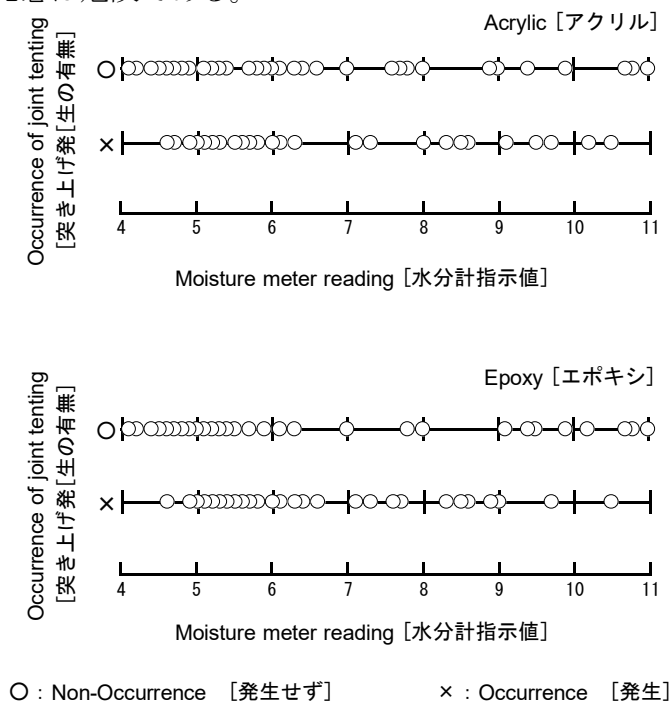 Acrylic [アクリル]
Occurrence of joint tenting
[突き上げ発[生の有無]
○
×
4 5 6 7 8 9 10 11
Moisture meter reading [水分計指示値]
Epoxy [エポキシ]
Occurrence of joint tenting
[突き上げ発[生の有無]
○
×
4 5 6 7 8 9 10 11
Moisture meter reading [水分計指示値]
○ : Non-Occurrence [発生せず] × : Occurrence [発生]